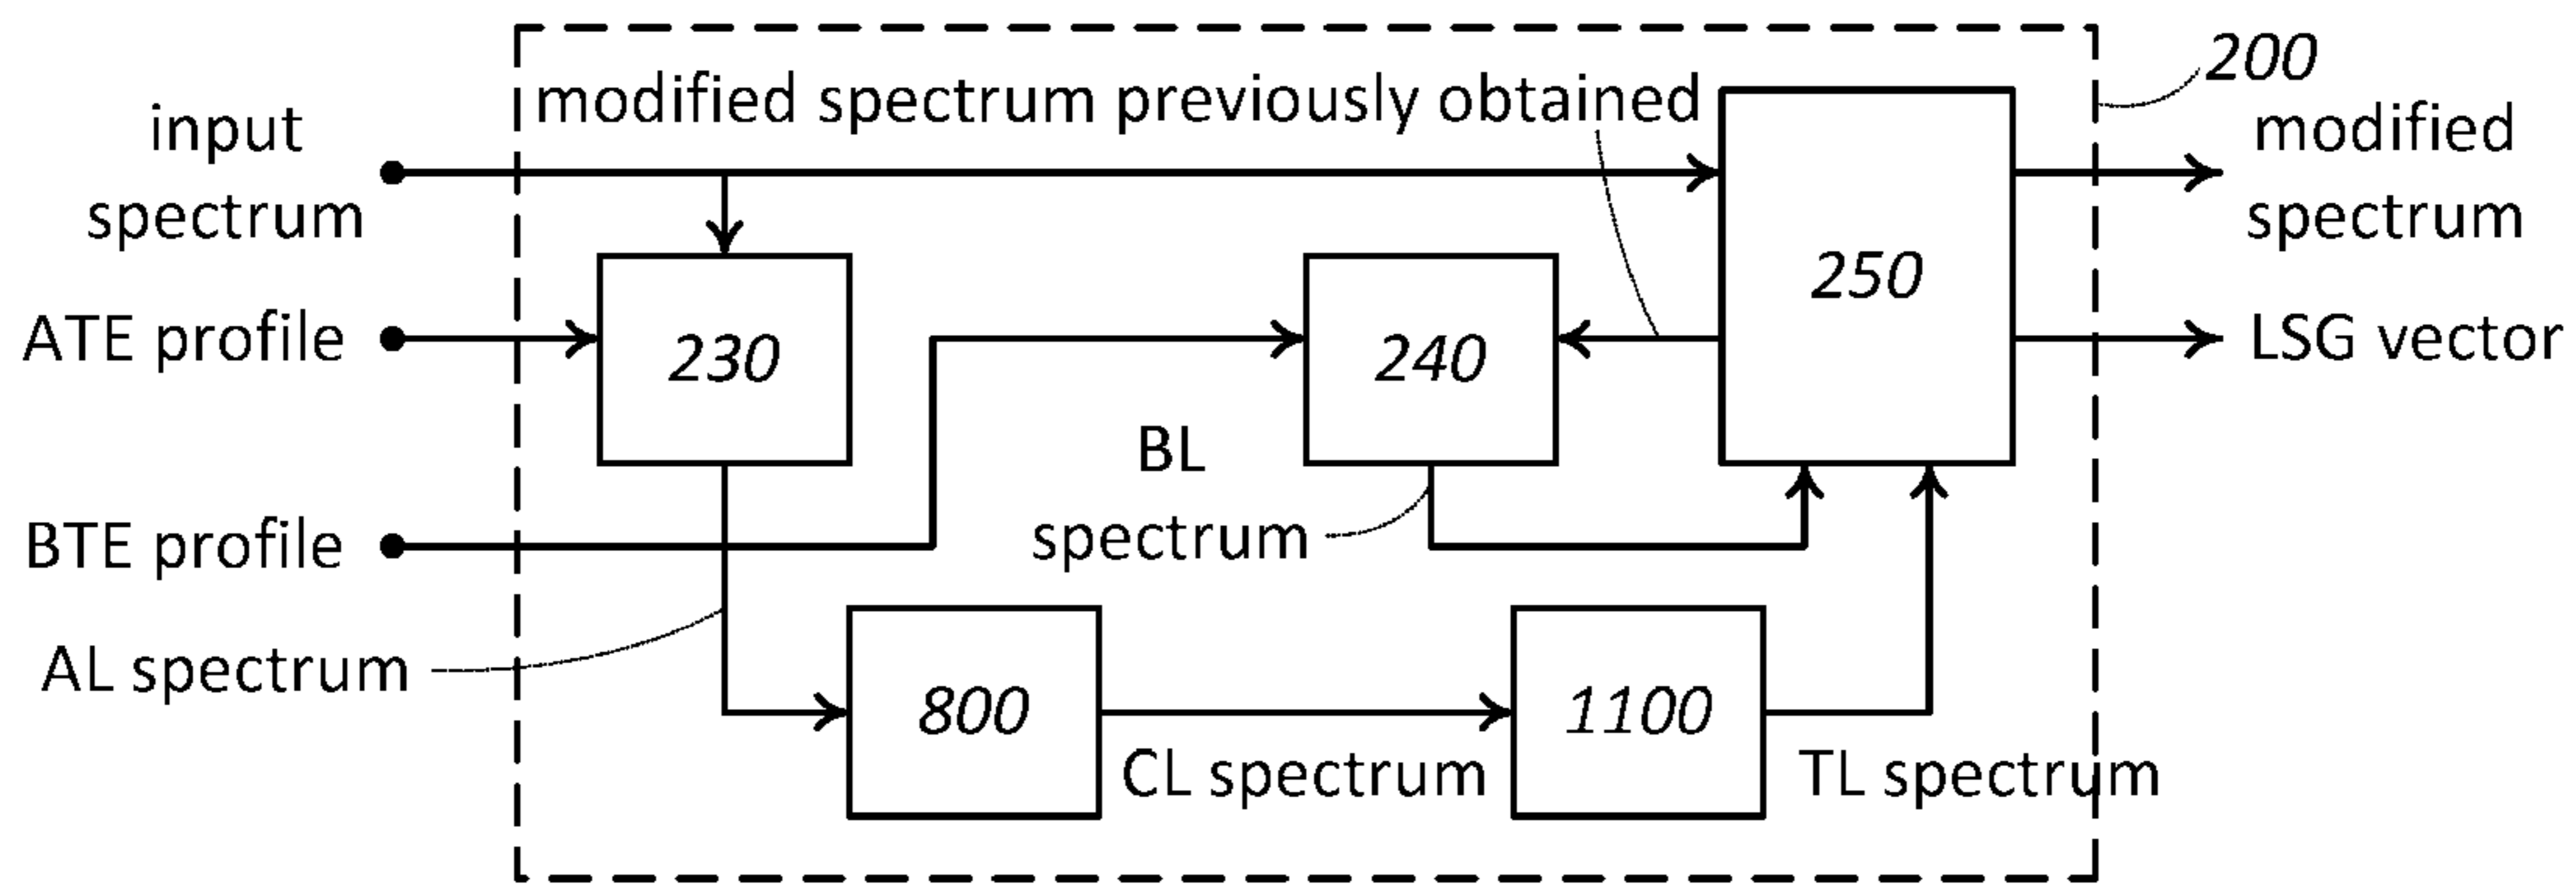 200
modified spectrum previously obtained
input
spectrum
modified
spectrum
250
ATE profile
230
240
LSG vector
BL
spectrum
BTE profile
AL spectrum
800
1100
CL spectrum
TL spectrum